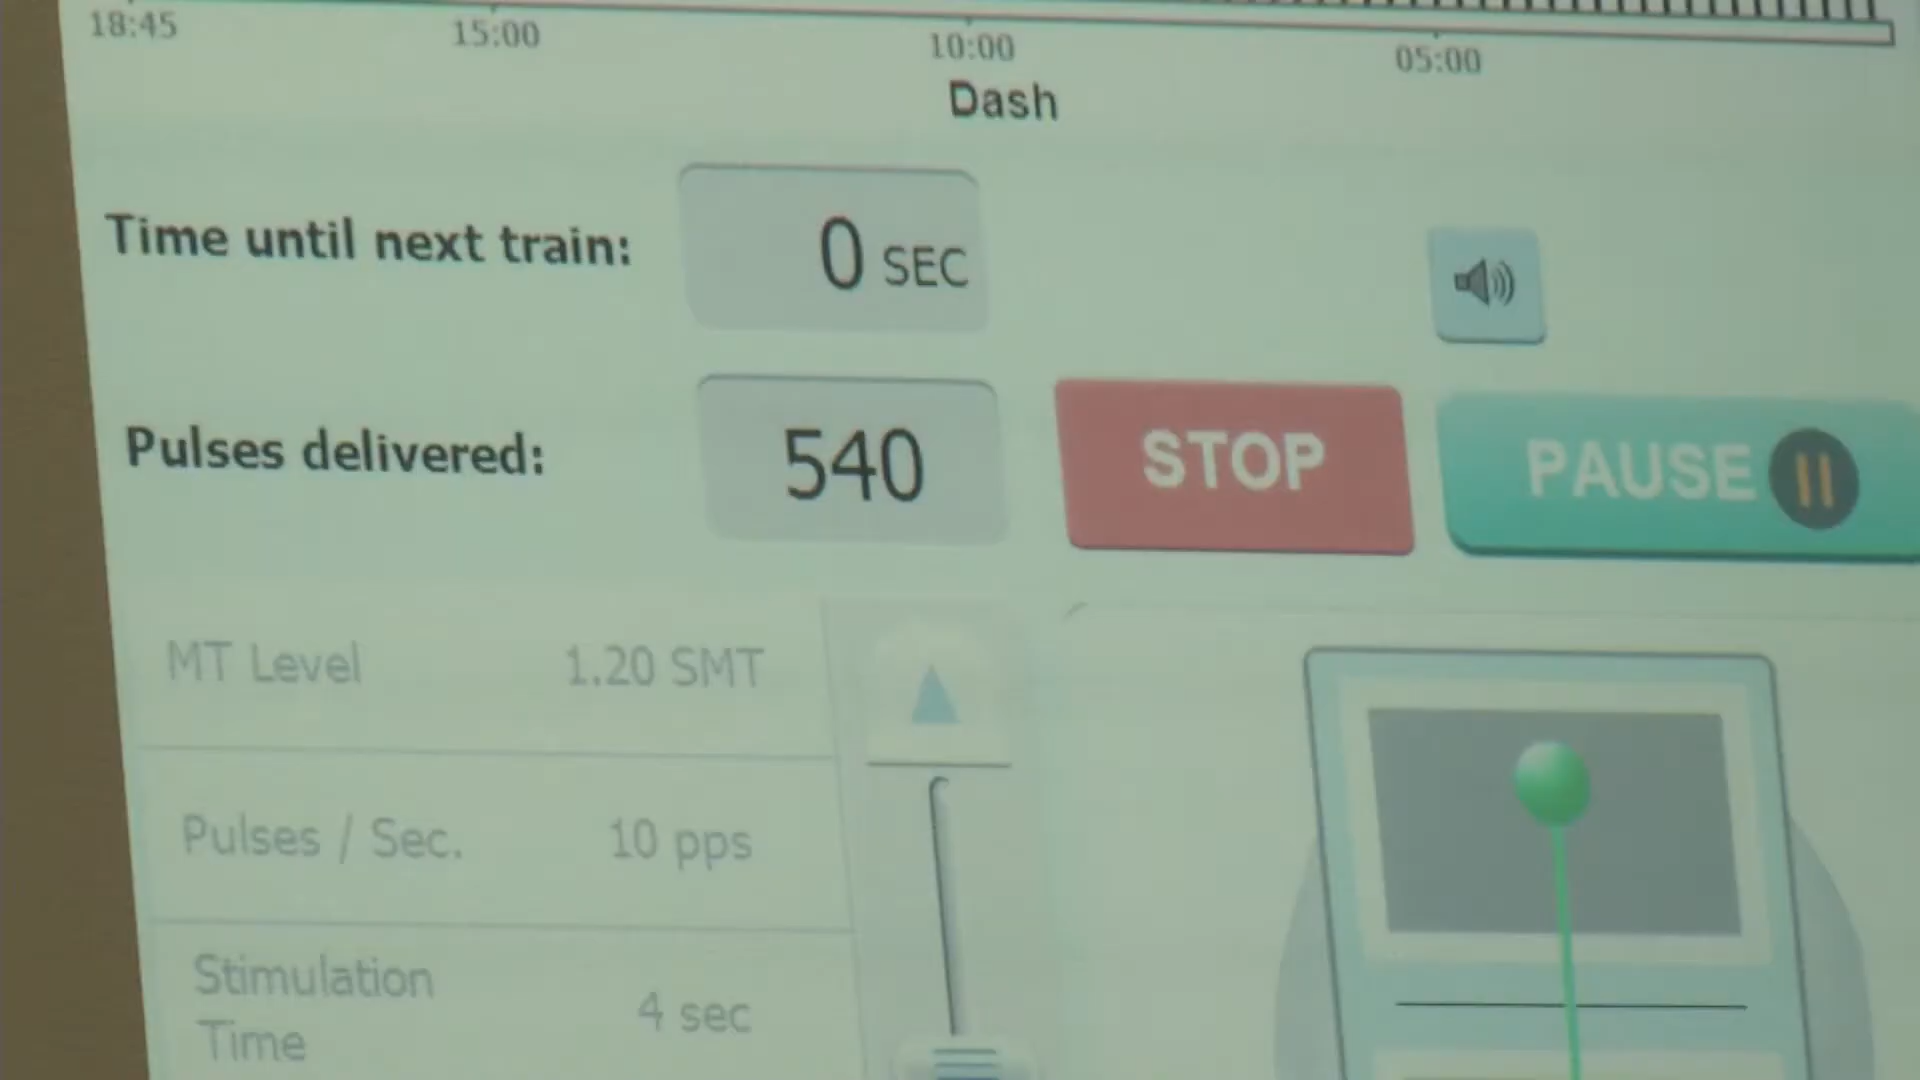 18:45 15:00 10:00 05:00
Dash
Time until next train: 0 SEC
Pulses delivered: 540 STOP PAUSE
MT Level 1.20 SMT
Pulses / Sec. 10 pps
Stimulation
Time 4 sec